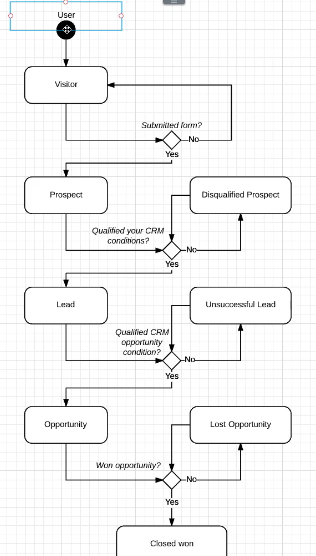 User
Visitor
Submitted form?
No
Yes
Prospect
Disqualified Prospect
Qualified your CRM
conditions?
No
Yes
Lead
Unsuccessful Lead
Qualified CRM
opportunity
condition?
No
Yes
Opportunity
Lost Opportunity
Won opportunity?
No
Yes
Closed won